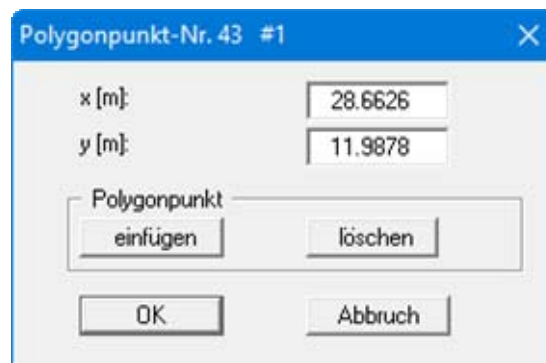 Polygonpunkt-Nr. 43 #1
x [m]: 28.6626
y [m]: 11.9878
Polygonpunkt
einfügen löschen
OK Abbruch